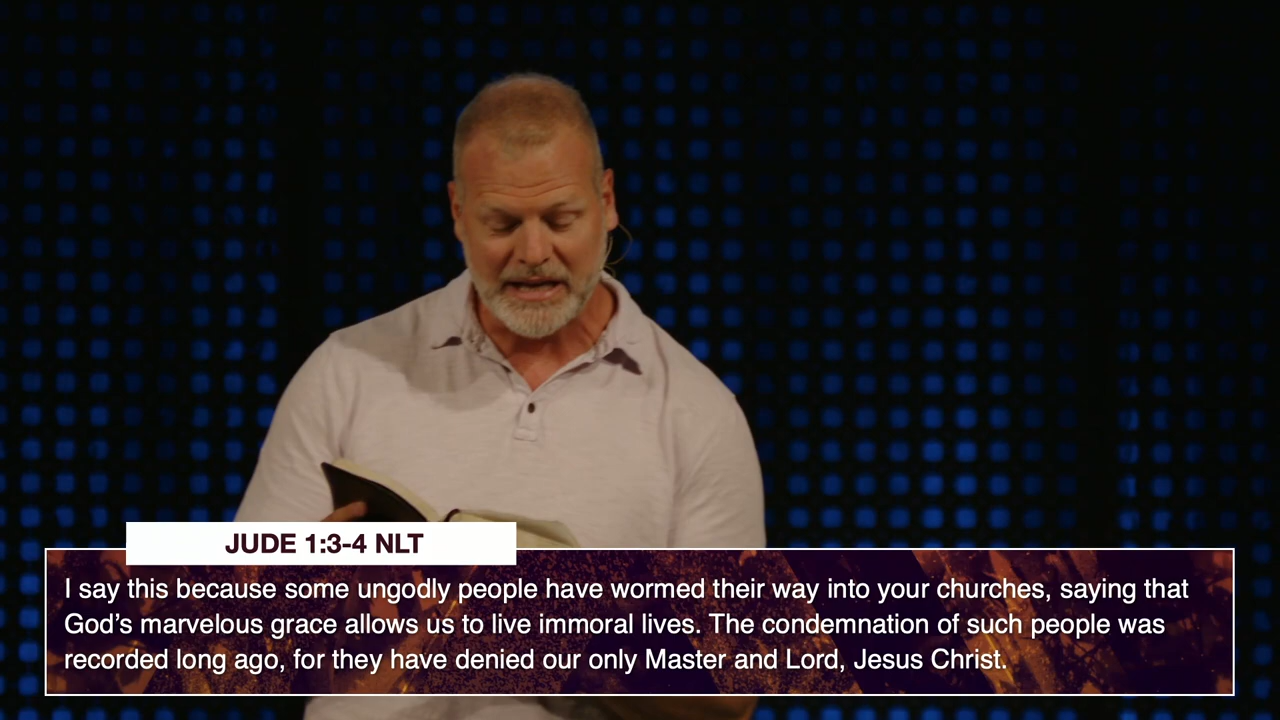 JUDE 1:3-4 NLT
I say this because some ungodly people have wormed their way into your churches, saying that
God’s marvelous grace allows us to live immoral lives. The condemnation of such people was
recorded long ago, for they have denied our only Master and Lord, Jesus Christ.